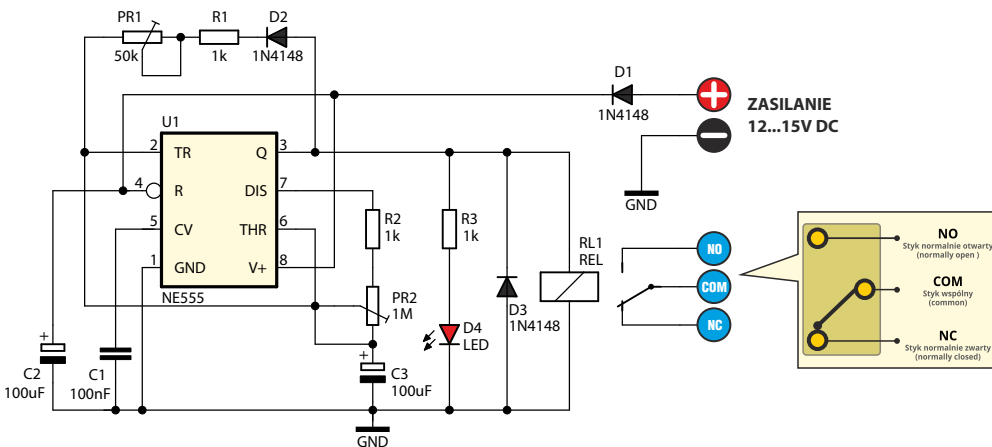 PR1
50k
R1
1k
D2
1N4148
D1
1N4148
ZASILANIE
12...15V DC
GND
U1
2
TR
Q
3
4
R
DIS
7
5
CV
THR
6
1
GND
V+
8
NE555
R2
1k
PR2
1M
R3
1k
D4
LED
D3
1N4148
RL1
REL
NO
COM
NC
NO
Styk normalnie otwarty
(normally open )
COM
Styk wspólny
(common)
NC
Styk normalnie zwarty
(normally closed)
+
C2
100uF
C1
100nF
+
C3
100uF
GND